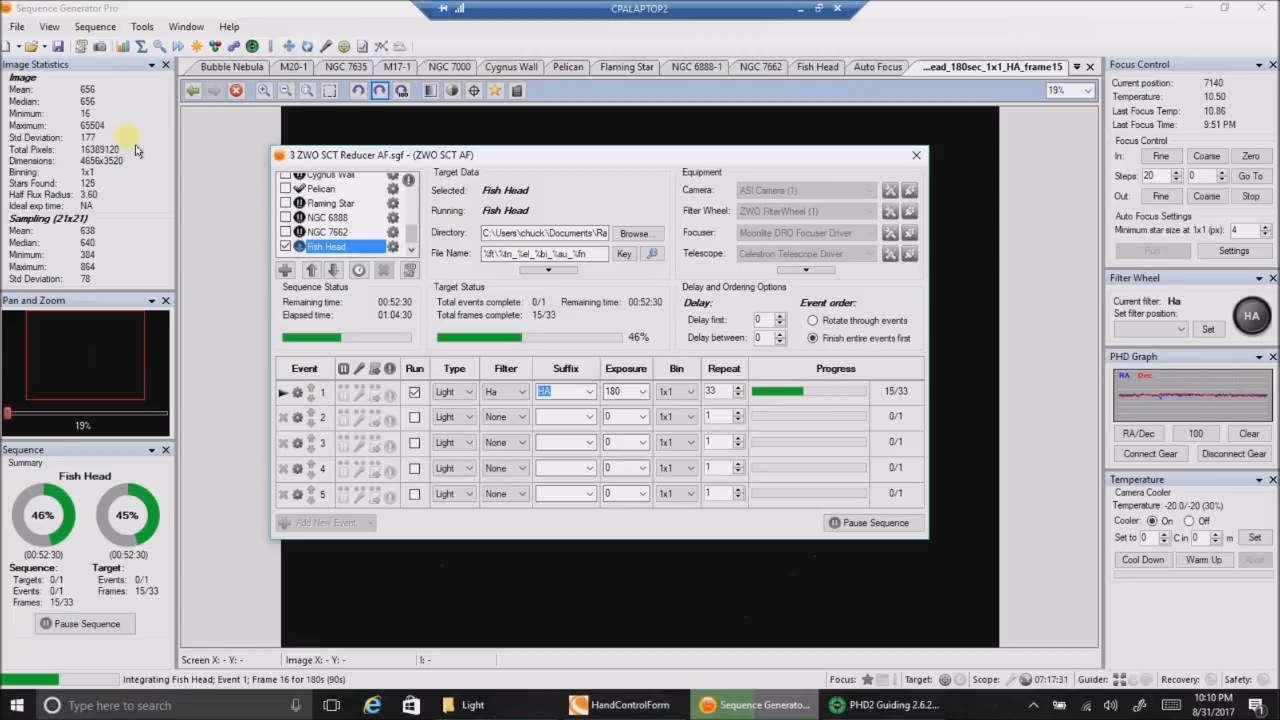 Sequence Generator Pro
CPALAPTOP2
File View Sequence Tools Window Help
Image Statistics
Image
Mean: 656
Median: 656
Minimum: 16
Maximum: 65504
Std Deviation: 177
Total Pixels: 16389120
Dimensions: 4656x3520
Binning: 1x1
Stars Found: 125
Half Flux Radius: 3.60
Ideal exp time: NA
Sampling (21x21)
Mean: 638
Median: 640
Minimum: 384
Maximum: 864
Std Deviation: 78
Pan and Zoom
19%
Sequence
Summary
Fish Head
46% 45%
(00:52:30) (00:52:30)
Sequence: Target:
Targets: 0/1 Events: 0/1
Events: 0/1 Frames: 15/33
Frames: 15/33
Pause Sequence
Bubble Nebula M20-1 NGC 7635 M17-1 NGC 7000 Cygnus Wall Pelican Flaming Star NGC 6888-1 NGC 7662 Fish Head Auto Focus ...ead_180sec_1x1_HA_frame15
100
19%
3 ZWO SCT Reducer AF.sgf - (ZWO SCT AF)
Cygnus Wall
Pelican
Flaming Star
NGC 6888
NGC 7662
Fish Head
Target Data
Selected: Fish Head
Running: Fish Head
Directory: C:\Users\chuck\Documents\Ra Browse...
File Name: %ft\%tn_%el_%bi_%su_%fn Key
Equipment
Camera: ASI Camera (1)
Filter Wheel: ZWO FilterWheel (1)
Focuser: Moonlite DRO Focuser Driver
Telescope: Celestron Telescope Driver
Sequence Status
Remaining time: 00:52:30
Elapsed time: 01:04:30
Target Status
Total events complete: 0/1 Remaining time: 00:52:30
Total frames complete: 15/33
46%
Delay and Ordering Options
Delay: Event order:
Delay first: 0 Rotate through events
Delay between: 0 Finish entire events first
Event Run Type Filter Suffix Exposure Bin Repeat Progress
1 Light Ha HA 180 1x1 33 15/33
2 Light None 0 1x1 1 0/1
3 Light None 0 1x1 1 0/1
4 Light None 0 1x1 1 0/1
5 Light None 0 1x1 1 0/1
Add New Event Pause Sequence
Screen X: - Y: - Image X: - Y: - I: -
Focus Control
Current position: 7140
Temperature: 10.50
Last Focus Temp: 10.86
Last Focus Time: 9:51 PM
Focus Control
In: Fine Coarse Zero
Steps: 20 0 Go To
Out: Fine Coarse Stop
Auto Focus Settings
Minimum star size at 1x1 (px): 4
Run Settings
Filter Wheel
Current filter: Ha
Set filter position:
Set
HA
PHD Graph
RA Dec
RA/Dec 100 Clear
Connect Gear Disconnect Gear
Temperature
Camera Cooler
Temperature: -20.0/ -20.0 (30%)
Cooler: On Off
Set to 0 C in 0 m Set
Cool Down Warm Up Abort
Integrating Fish Head; Event 1; Frame 16 for 180s (90s)
Focus: Target: Scope: 07:17:31 Guider: Recovery: Safety:
Type here to search
Light
HandControlForm
Sequence Generato...
PHD2 Guiding 2.6.2...
10:10 PM
8/31/2017